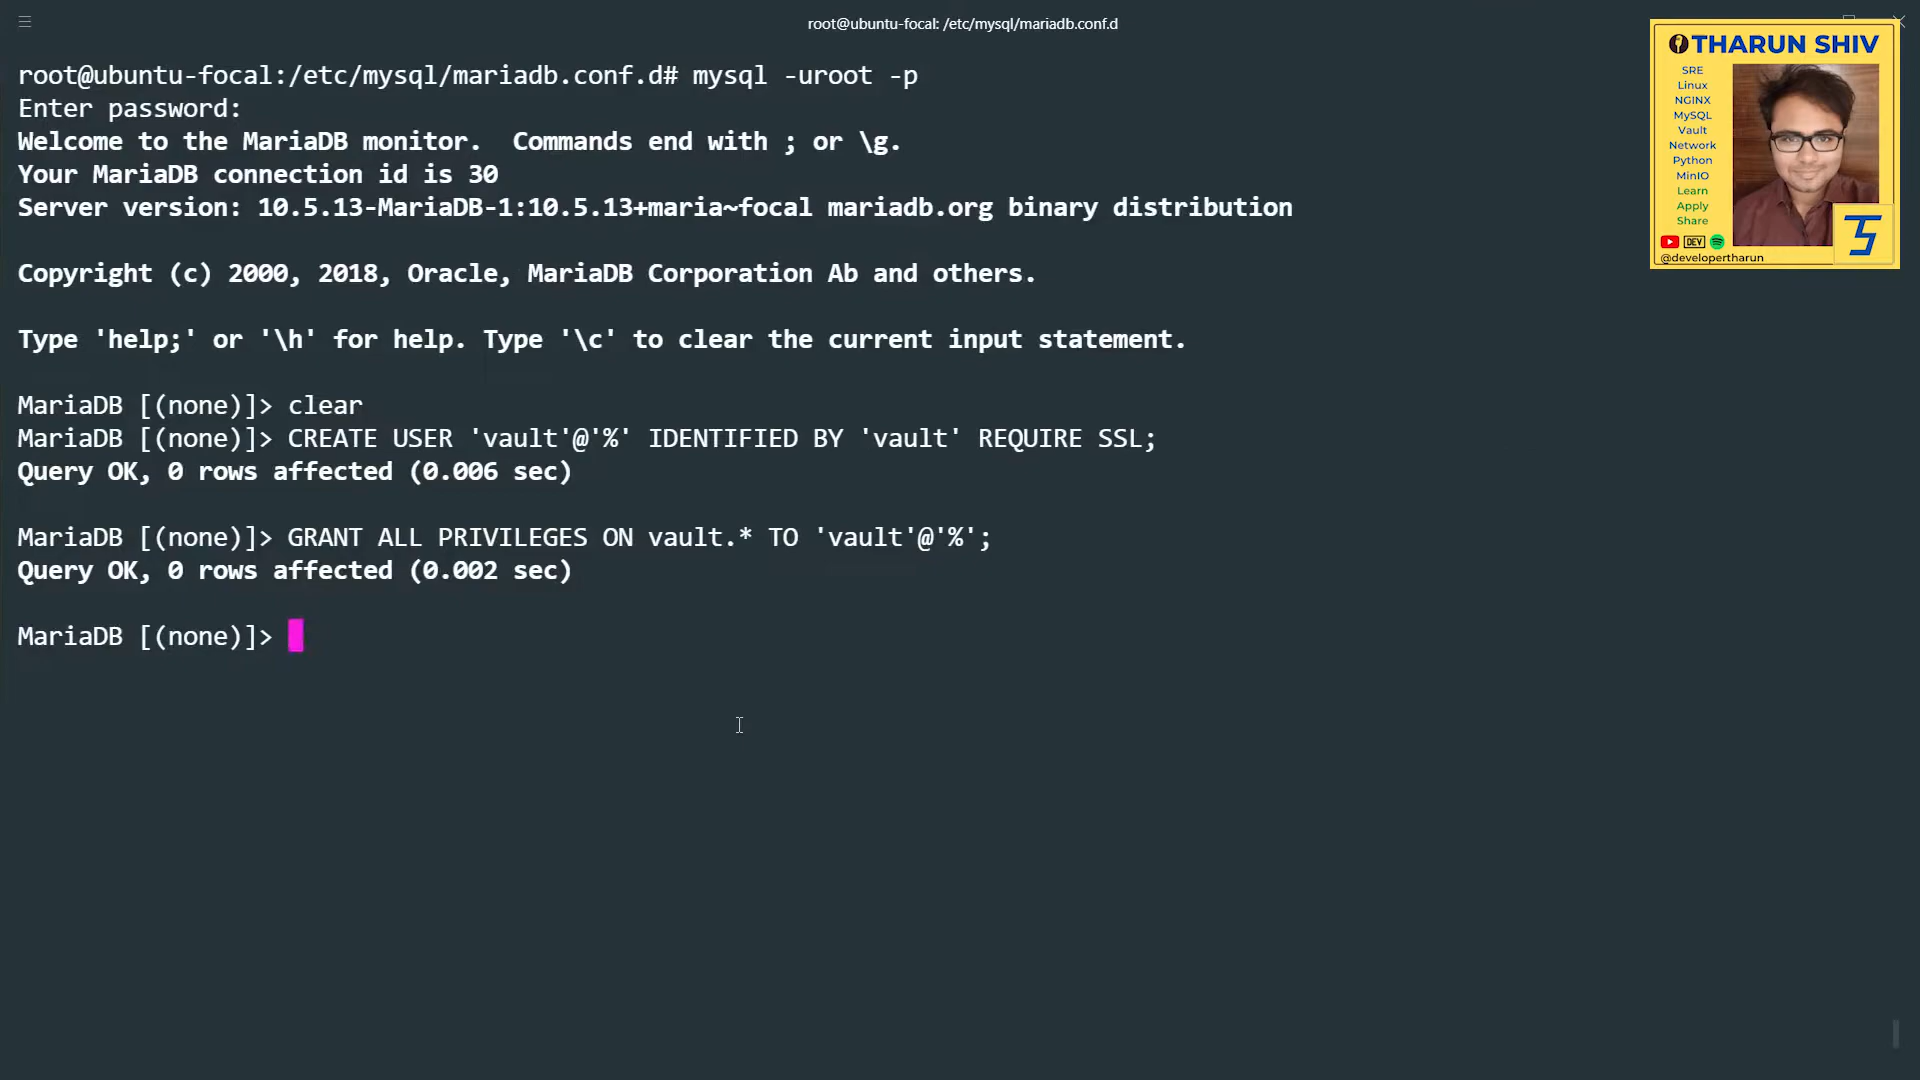 root@ubuntu-focal: /etc/mysql/mariadb.conf.d
root@ubuntu-focal:/etc/mysql/mariadb.conf.d# mysql -uroot -p
Enter password:
Welcome to the MariaDB monitor.  Commands end with ; or \g.
Your MariaDB connection id is 30
Server version: 10.5.13-MariaDB-1:10.5.13+maria~focal mariadb.org binary distribution
Copyright (c) 2000, 2018, Oracle, MariaDB Corporation Ab and others.
Type 'help;' or '\h' for help. Type '\c' to clear the current input statement.
MariaDB [(none)]> clear
MariaDB [(none)]> CREATE USER 'vault'@'%' IDENTIFIED BY 'vault' REQUIRE SSL;
Query OK, 0 rows affected (0.006 sec)
MariaDB [(none)]> GRANT ALL PRIVILEGES ON vault.* TO 'vault'@'%';
Query OK, 0 rows affected (0.002 sec)
MariaDB [(none)]>
THARUN SHIV
SRE
Linux
NGINX
MySQL
Vault
Network
Python
MinIO
Learn
Apply
Share
DEV
@developertharun
TS